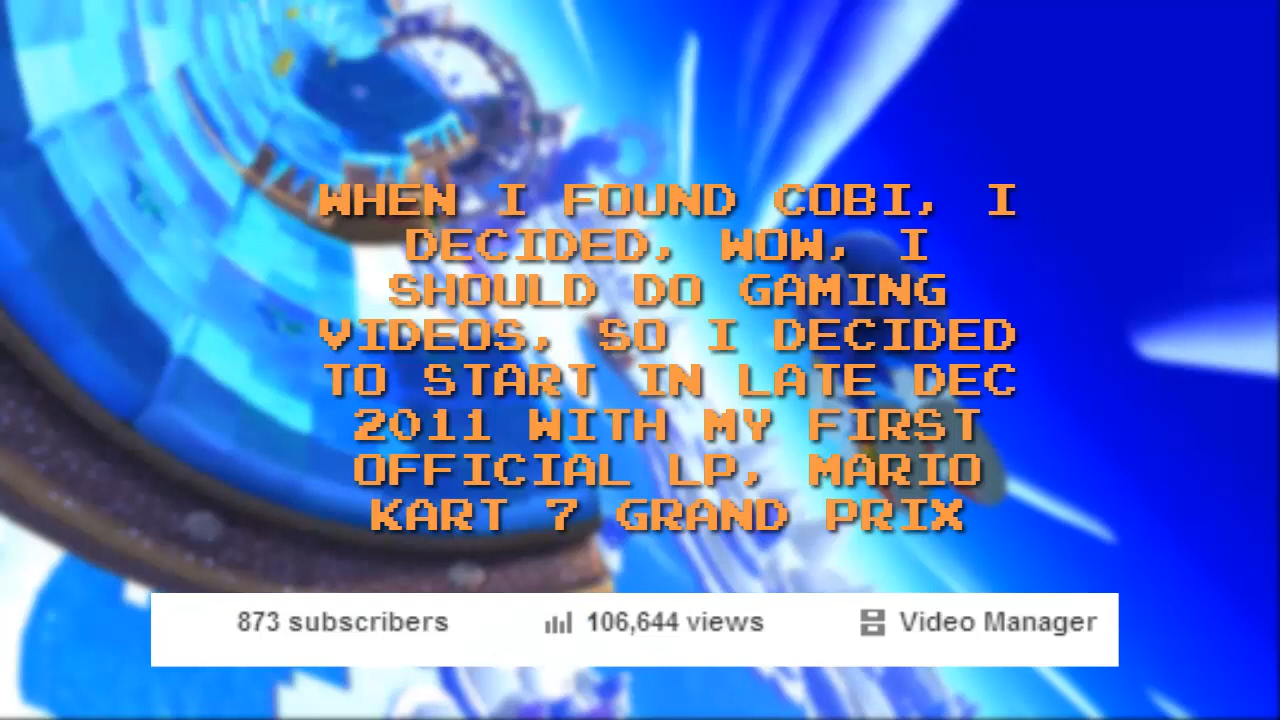 WHEN I FOUND COBI, I
DECIDED, WOW, I
SHOULD DO GAMING
VIDEOS, SO I DECIDED
TO START IN LATE DEC
2011 WITH MY FIRST
OFFICIAL LP, MARIO
KART 7 GRAND PRIX
873 subscribers 106,644 views Video Manager